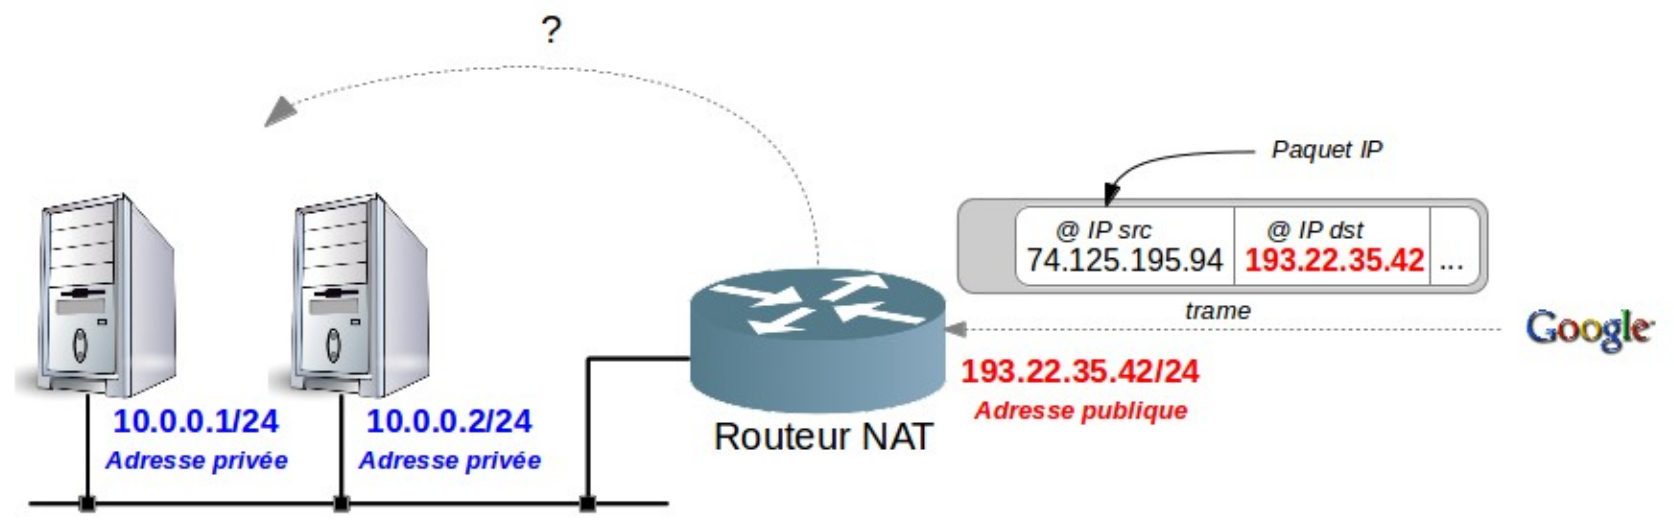 ?
Paquet IP
@ IP src
@ IP dst
74.125.195.94
193.22.35.42
...
trame
Google
193.22.35.42/24
Adresse publique
10.0.0.1/24
10.0.0.2/24
Routeur NAT
Adresse privée
Adresse privée